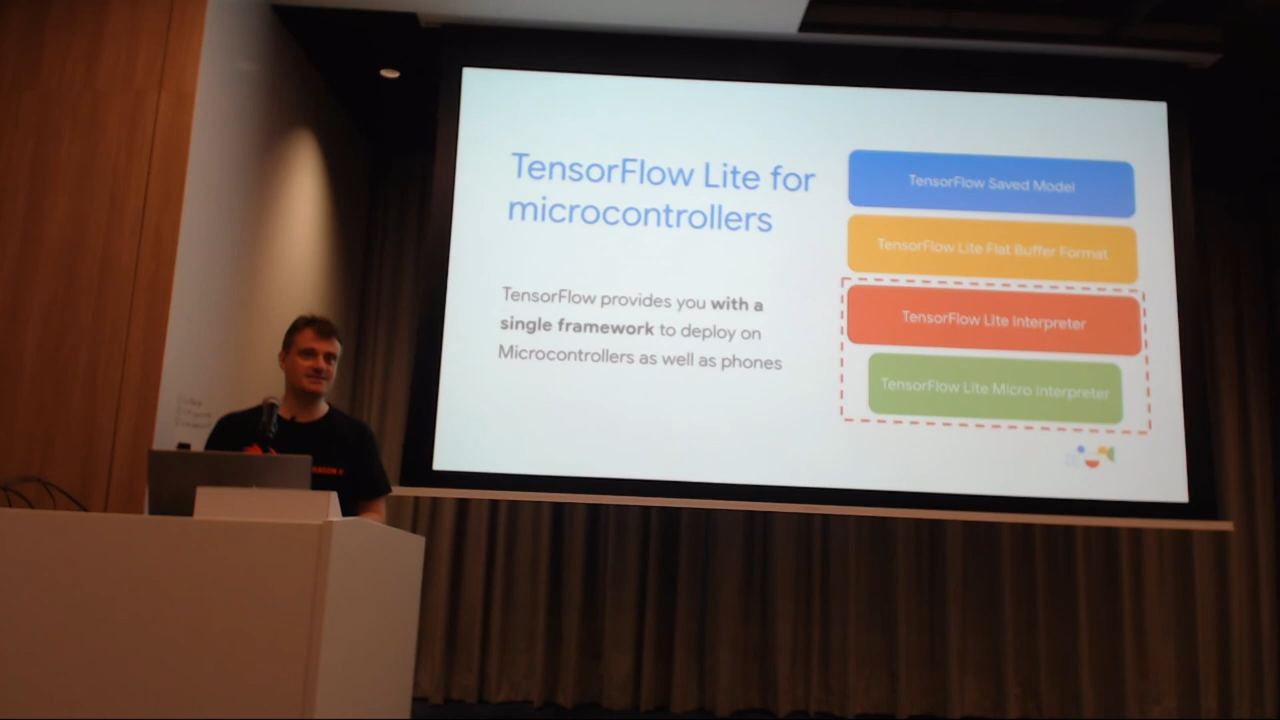 TensorFlow Lite for
microcontrollers
TensorFlow provides you with a
single framework to deploy on
Microcontrollers as well as phones
TensorFlow Saved Model
TensorFlow Lite Flat Buffer Format
TensorFlow Lite Interpreter
TensorFlow Lite Micro Interpreter